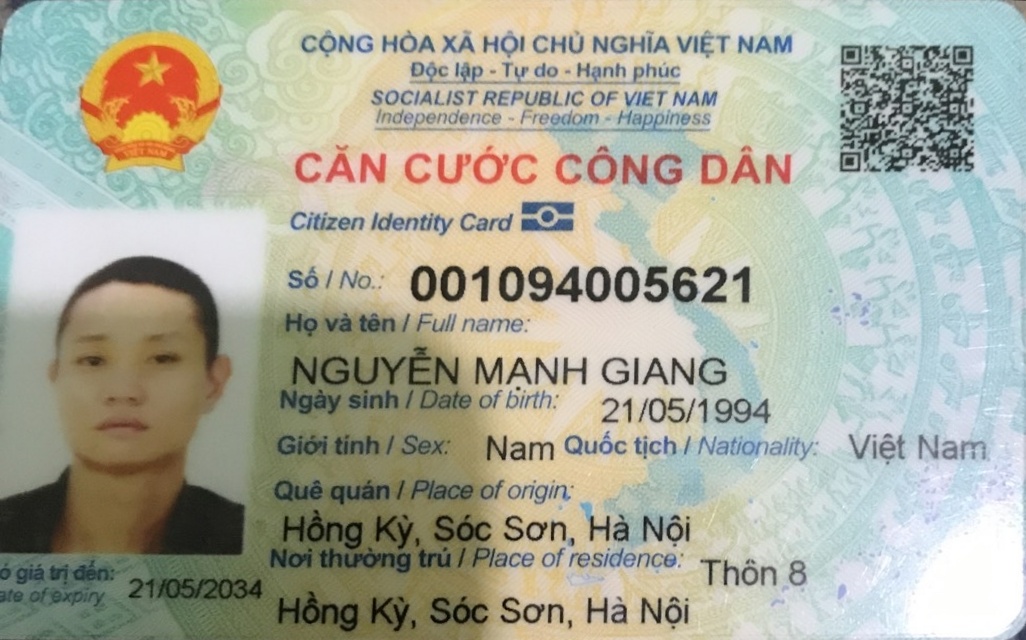 CỘNG HÒA XÃ HỘI CHỦ NGHĨA VIỆT NAM
Độc lập - Tự do - Hạnh phúc
SOCIALIST REPUBLIC OF VIET NAM
Independence - Freedom - Happiness
CĂN CƯỚC CÔNG DÂN
Citizen Identity Card
Số / No.: 001094005621
Họ và tên / Full name:
NGUYỄN MẠNH GIANG
Ngày sinh / Date of birth: 21/05/1994
Giới tính / Sex: Nam Quốc tịch / Nationality: Việt Nam
Quê quán / Place of origin:
Hồng Kỳ, Sóc Sơn, Hà Nội
Nơi thường trú / Place of residence: Thôn 8
Hồng Kỳ, Sóc Sơn, Hà Nội
ó giá trị đến: 21/05/2034
ate of expiry
VIỆT NAM